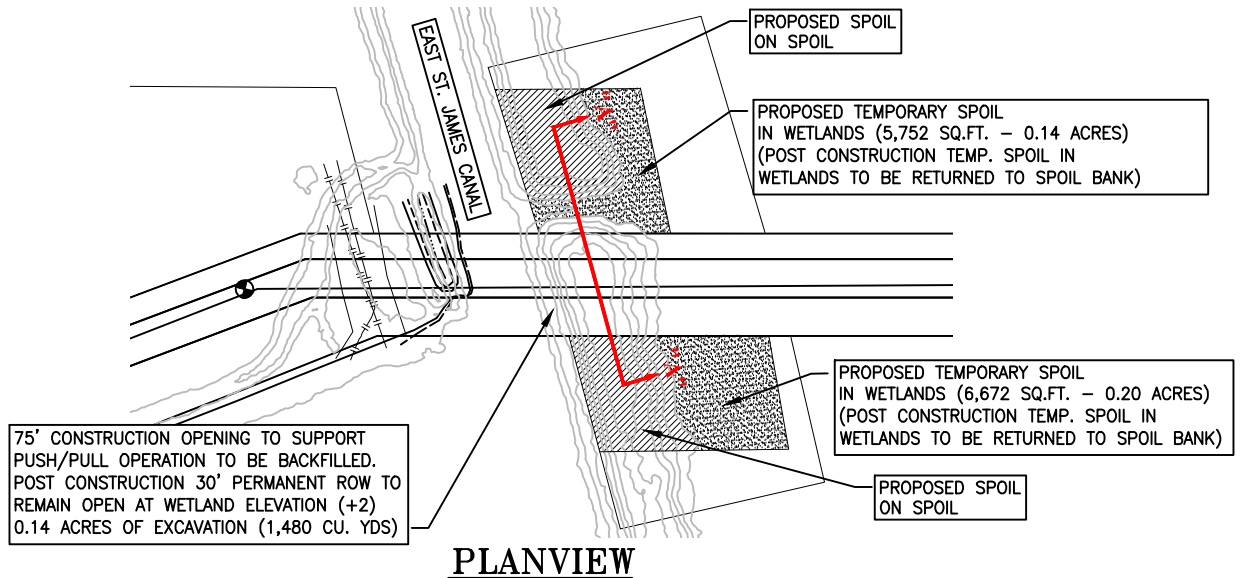 PROPOSED SPOIL
ON SPOIL
EAST ST. JAMES CANAL
"A"
PROPOSED TEMPORARY SPOIL
IN WETLANDS (5,752 SQ.FT. – 0.14 ACRES)
(POST CONSTRUCTION TEMP. SPOIL IN
WETLANDS TO BE RETURNED TO SPOIL BANK)
"A"
PROPOSED TEMPORARY SPOIL
IN WETLANDS (6,672 SQ.FT. – 0.20 ACRES)
(POST CONSTRUCTION TEMP. SPOIL IN
WETLANDS TO BE RETURNED TO SPOIL BANK)
75' CONSTRUCTION OPENING TO SUPPORT
PUSH/PULL OPERATION TO BE BACKFILLED.
POST CONSTRUCTION 30' PERMANENT ROW TO
REMAIN OPEN AT WETLAND ELEVATION (+2)
0.14 ACRES OF EXCAVATION (1,480 CU. YDS)
PROPOSED SPOIL
ON SPOIL
PLANVIEW